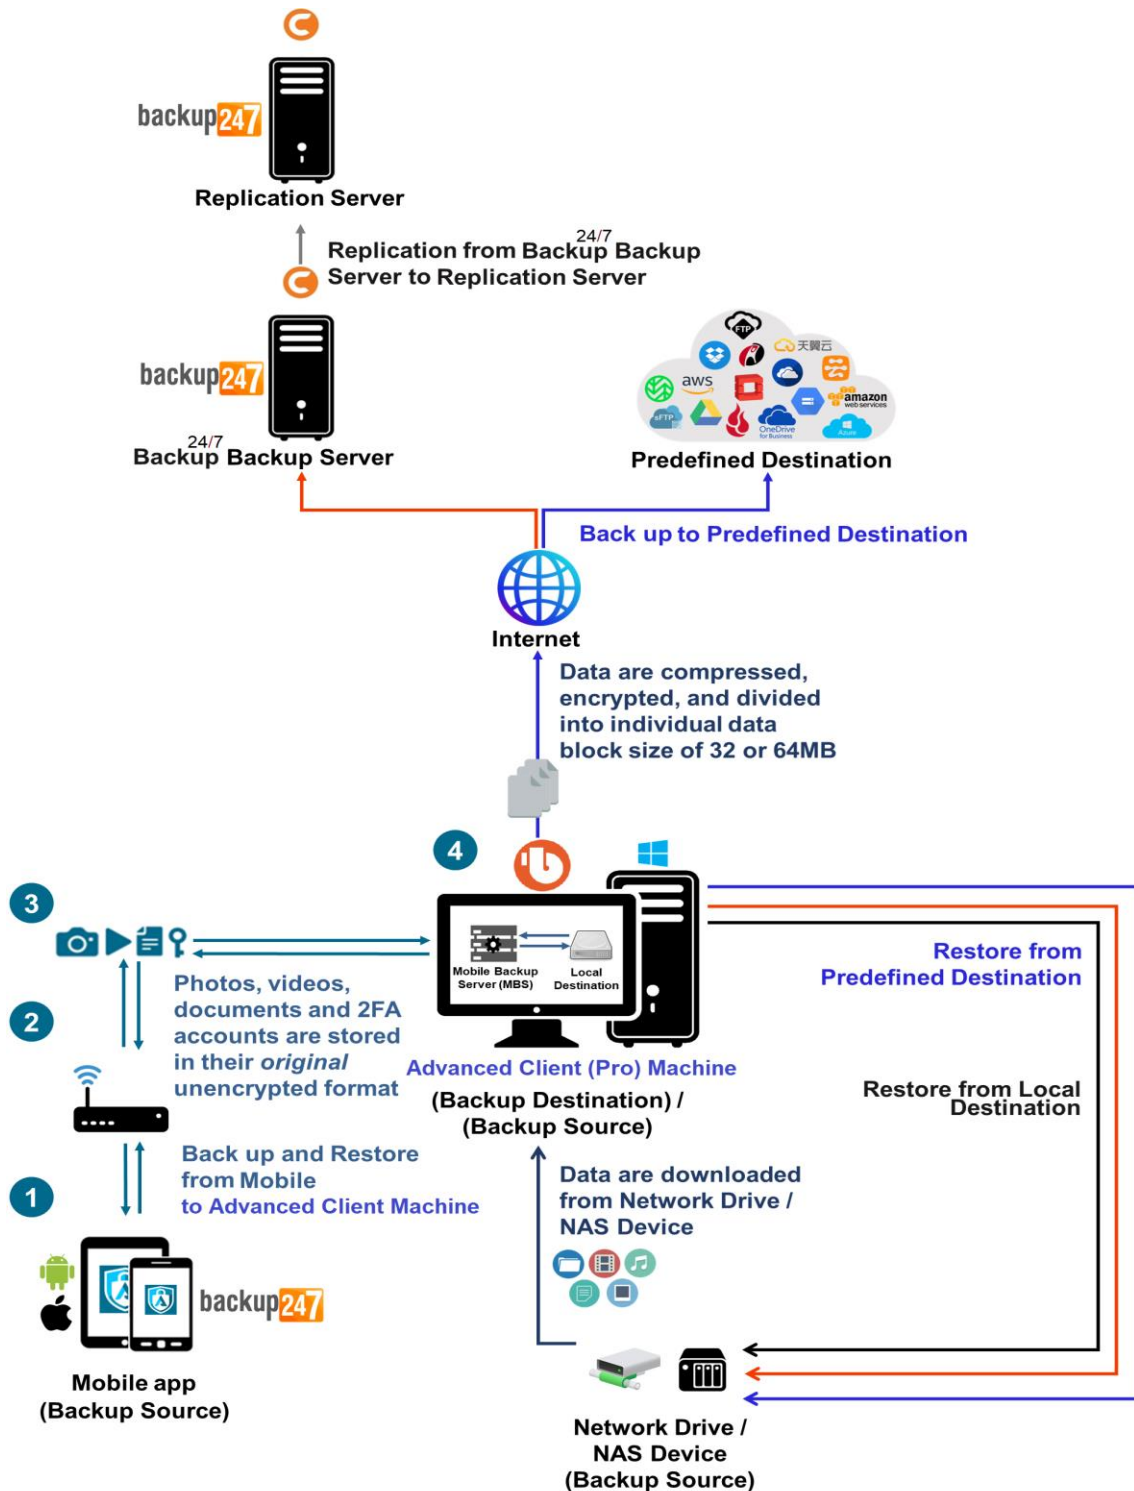 backup247
Replication Server
24/7
Replication from Backup Backup
Server to Replication Server
backup247
24/7
Backup Backup Server
FTP
天翼云
aws
amazon
web services
sFTP
OneDrive
for Business
Azure
Predefined Destination
Back up to Predefined Destination
Internet
Data are compressed,
encrypted, and divided
into individual data
block size of 32 or 64MB
4
3
Mobile Backup
Server (MBS)
Local
Destination
Photos, videos,
documents and 2FA
accounts are stored
in their original
unencrypted format
2
Advanced Client (Pro) Machine
(Backup Destination) /
(Backup Source)
Restore from
Predefined Destination
Restore from Local
Destination
Back up and Restore
from Mobile
to Advanced Client Machine
1
Data are downloaded
from Network Drive /
NAS Device
backup247
Mobile app
(Backup Source)
Network Drive /
NAS Device
(Backup Source)